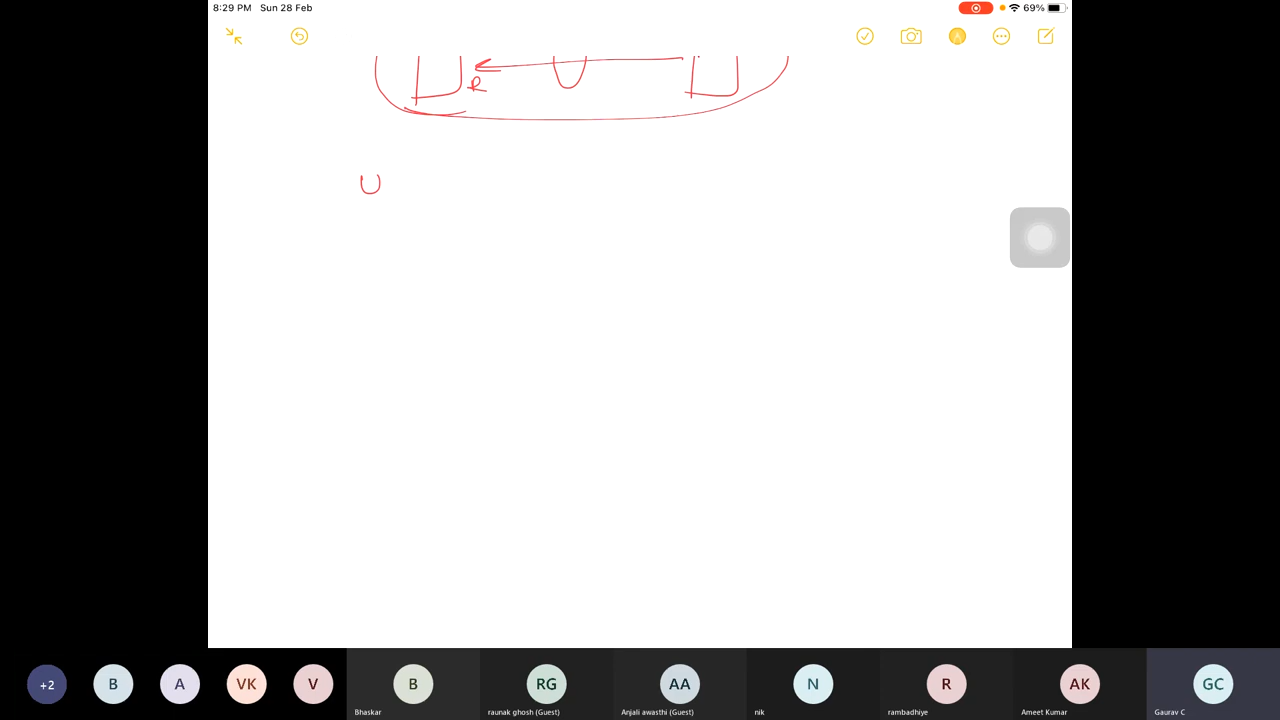 8:29 PM Sun 28 Feb 69%
A
R
U
+2 B A VK V B RG AA N R AK GC
Bhaskar raunak ghosh (Guest) Anjali awasthi (Guest) nik rambadhiye Ameet Kumar Gaurav C